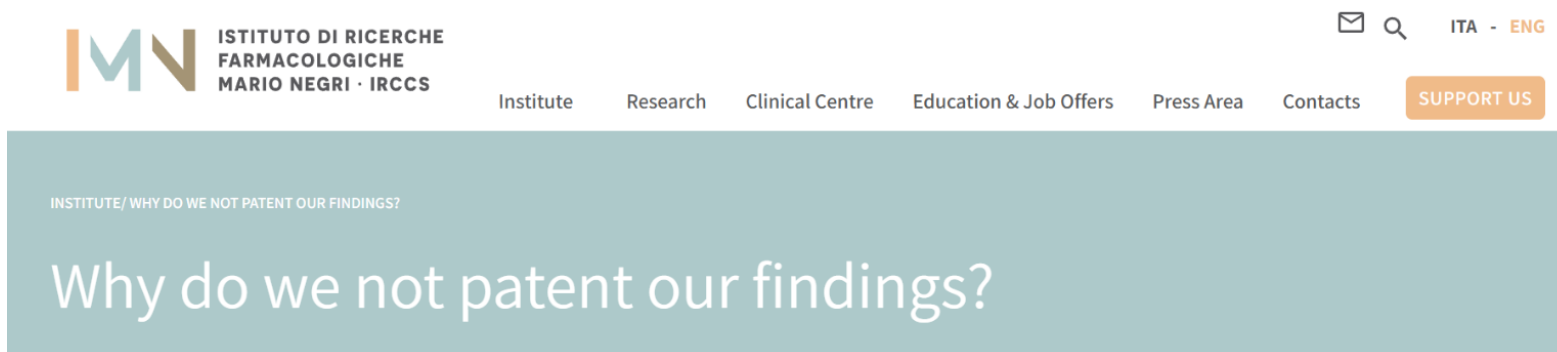 IMN
ISTITUTO DI RICERCHE
FARMACOLOGICHE
MARIO NEGRI · IRCCS
ITA - ENG
Institute Research Clinical Centre Education & Job Offers Press Area Contacts SUPPORT US
INSTITUTE/ WHY DO WE NOT PATENT OUR FINDINGS?
Why do we not patent our findings?